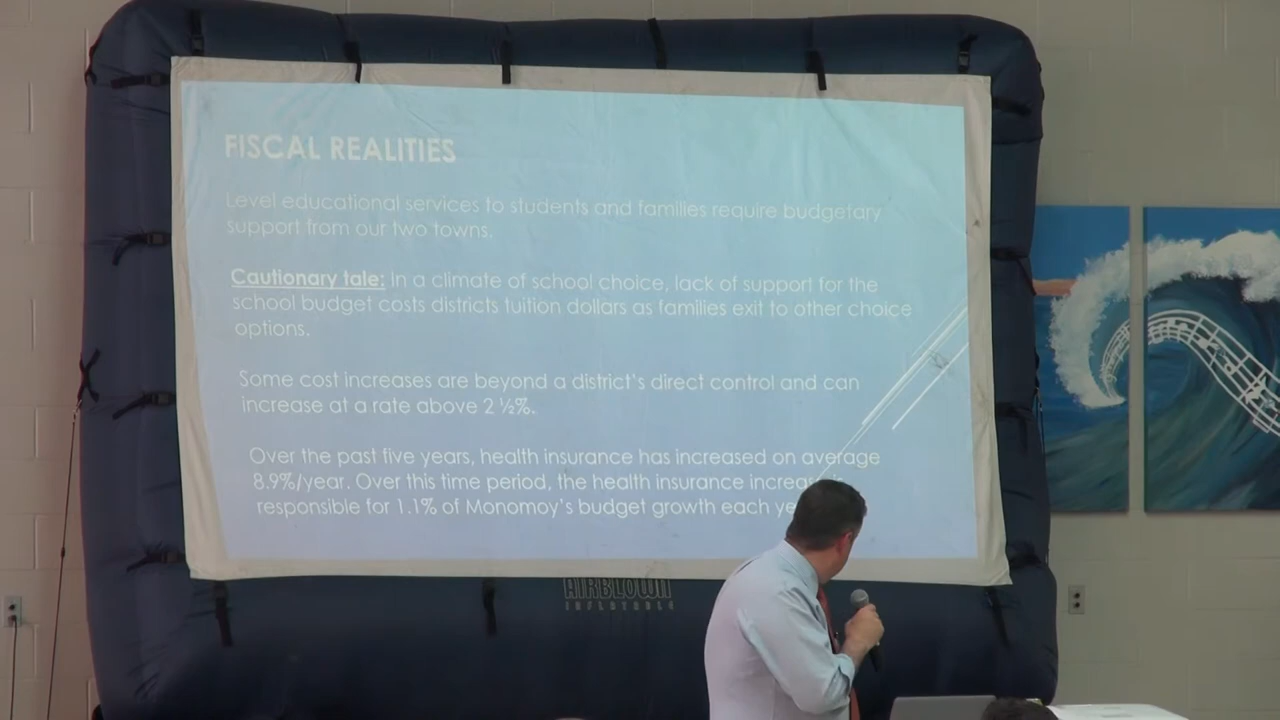 FISCAL REALITIES
Level educational services to students and families require budgetary
support from our two towns.
Cautionary tale: In a climate of school choice, lack of support for the
school budget costs districts tuition dollars as families exit to other choice
options.
Some cost increases are beyond a district's direct control and can
increase at a rate above 2 ½%.
Over the past five years, health insurance has increased on average
8.9%/year. Over this time period, the health insurance
responsible for 1.1% of Monomoy's budget growth each
AIRBLOWN
INFLATABLE